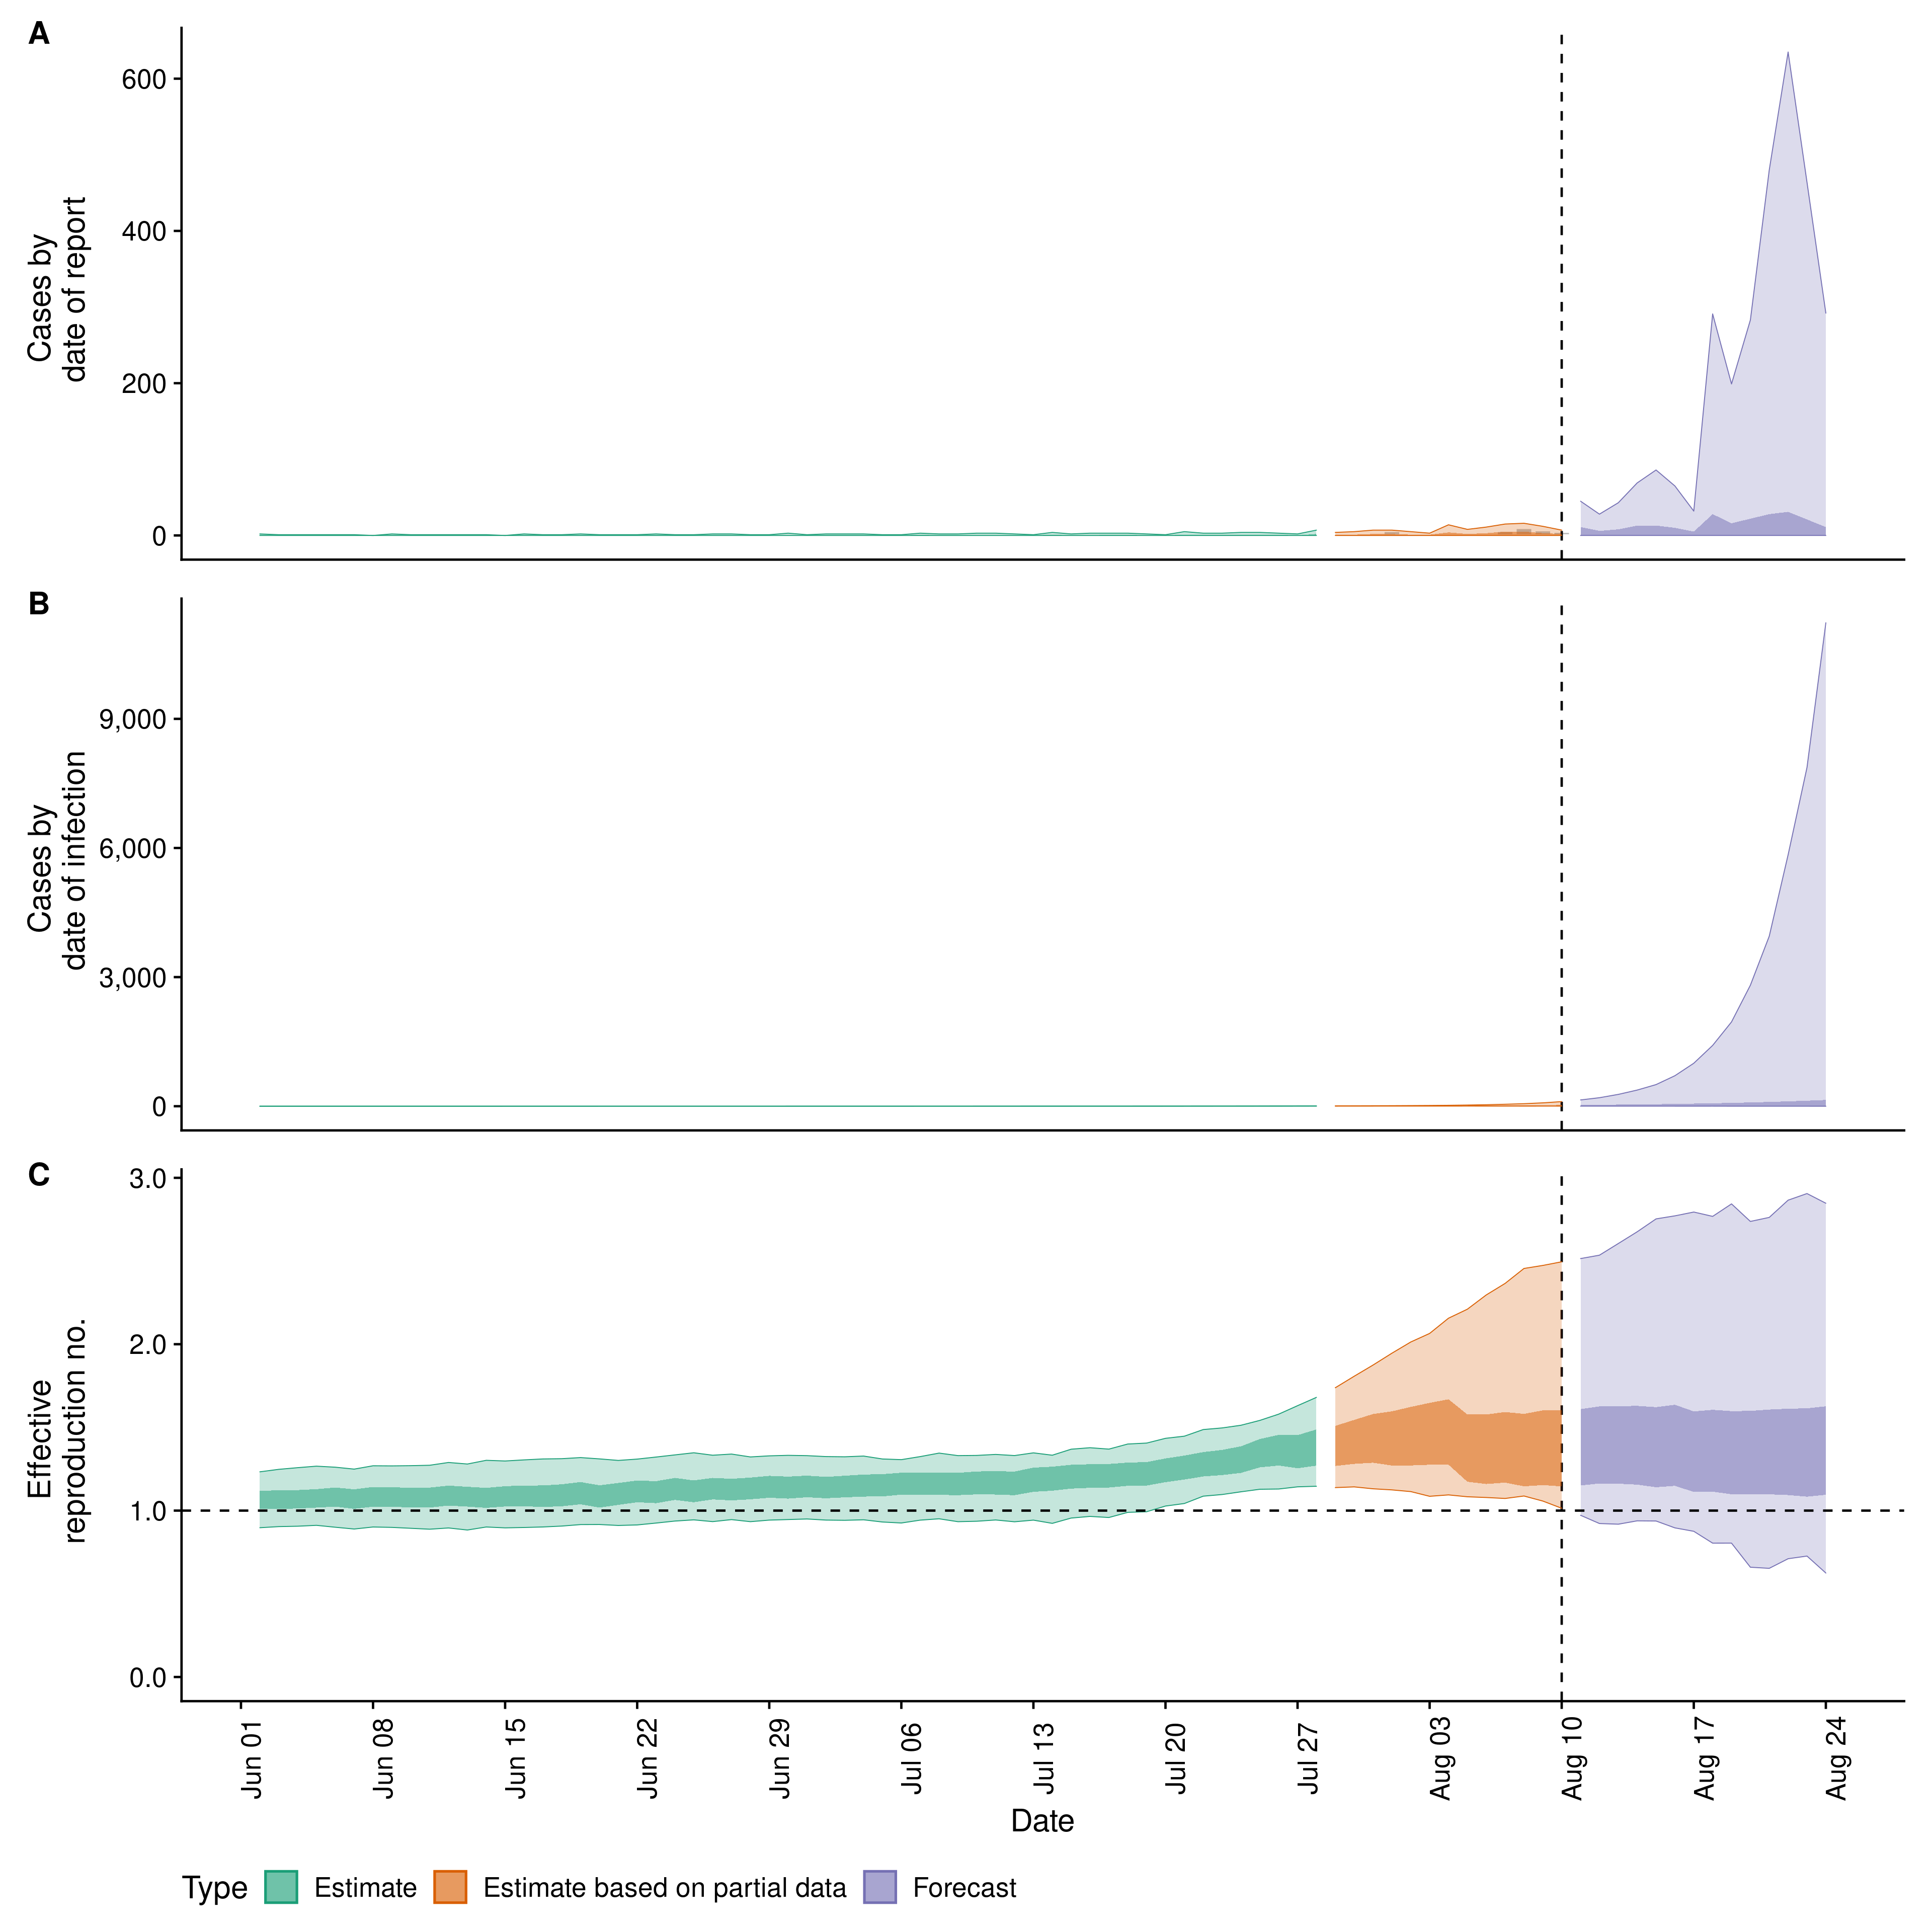 A
Cases by
date of report
600
400
200
0
B
Cases by
date of infection
9,000
6,000
3,000
0
C
Effective
reproduction no.
3.0
2.0
1.0
0.0
Jun 01
Jun 08
Jun 15
Jun 22
Jun 29
Jul 06
Jul 13
Jul 20
Jul 27
Aug 03
Aug 10
Aug 17
Aug 24
Date
Type Estimate Estimate based on partial data Forecast